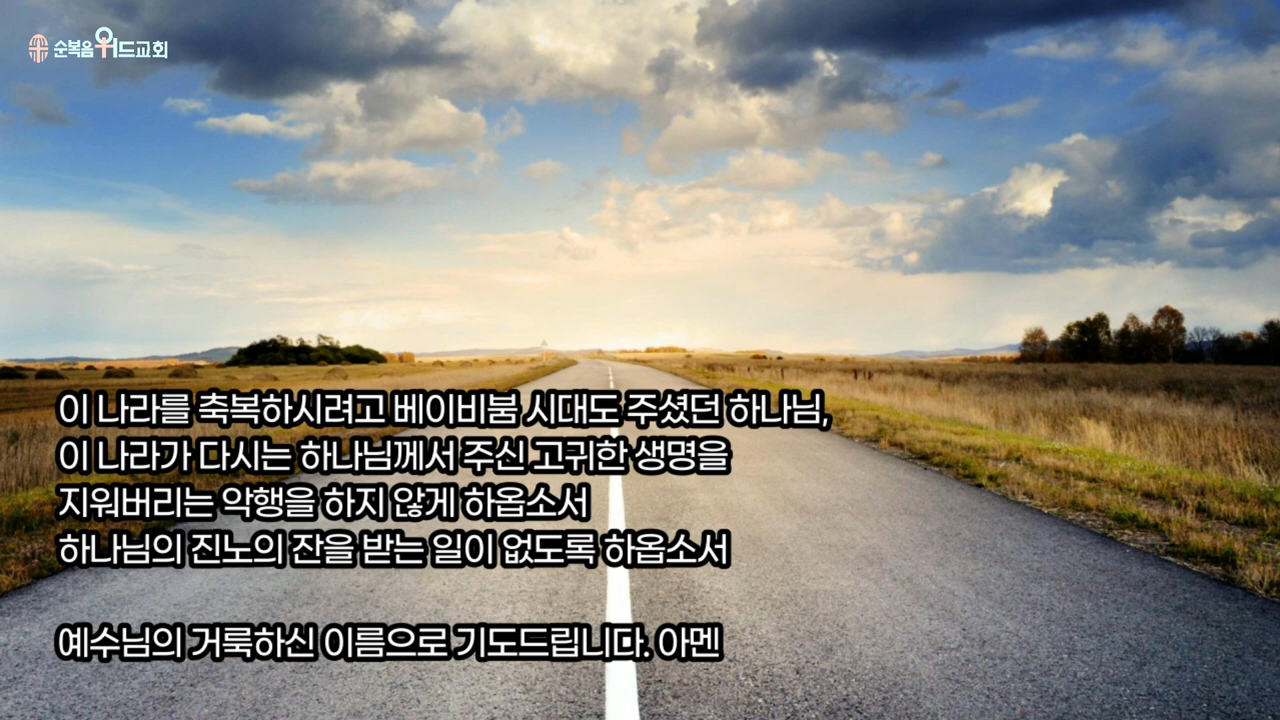 순복음위드교회
이 나라를 축복하시려고 베이비붐 시대도 주셨던 하나님,
이 나라가 다시는 하나님께서 주신 고귀한 생명을
지워버리는 악행을 하지 않게 하옵소서
하나님의 진노의 잔을 받는 일이 없도록 하옵소서
예수님의 거룩하신 이름으로 기도드립니다. 아멘